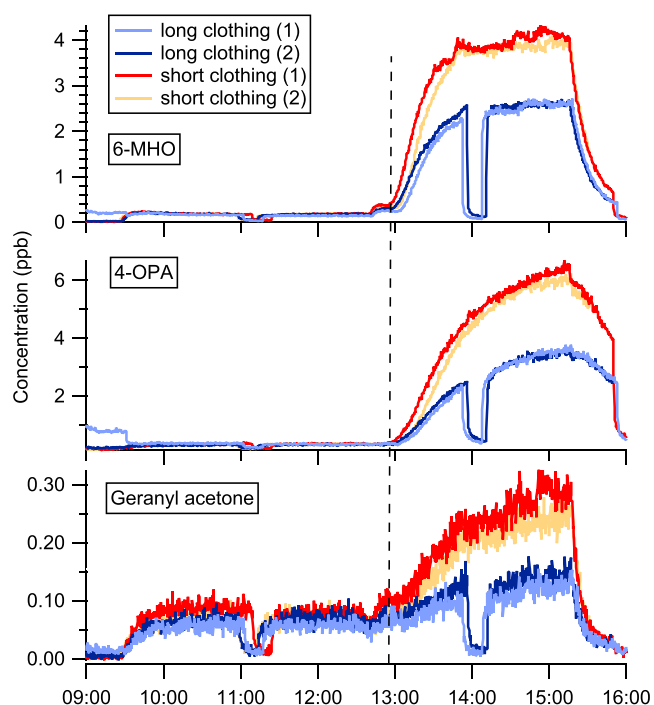 long clothing (1)
long clothing (2)
short clothing (1)
short clothing (2)
4
3
2
1
0
6-MHO
Concentration (ppb)
6
4
2
4-OPA
0.30
0.20
0.10
0.00
Geranyl acetone
09:00 10:00 11:00 12:00 13:00 14:00 15:00 16:00